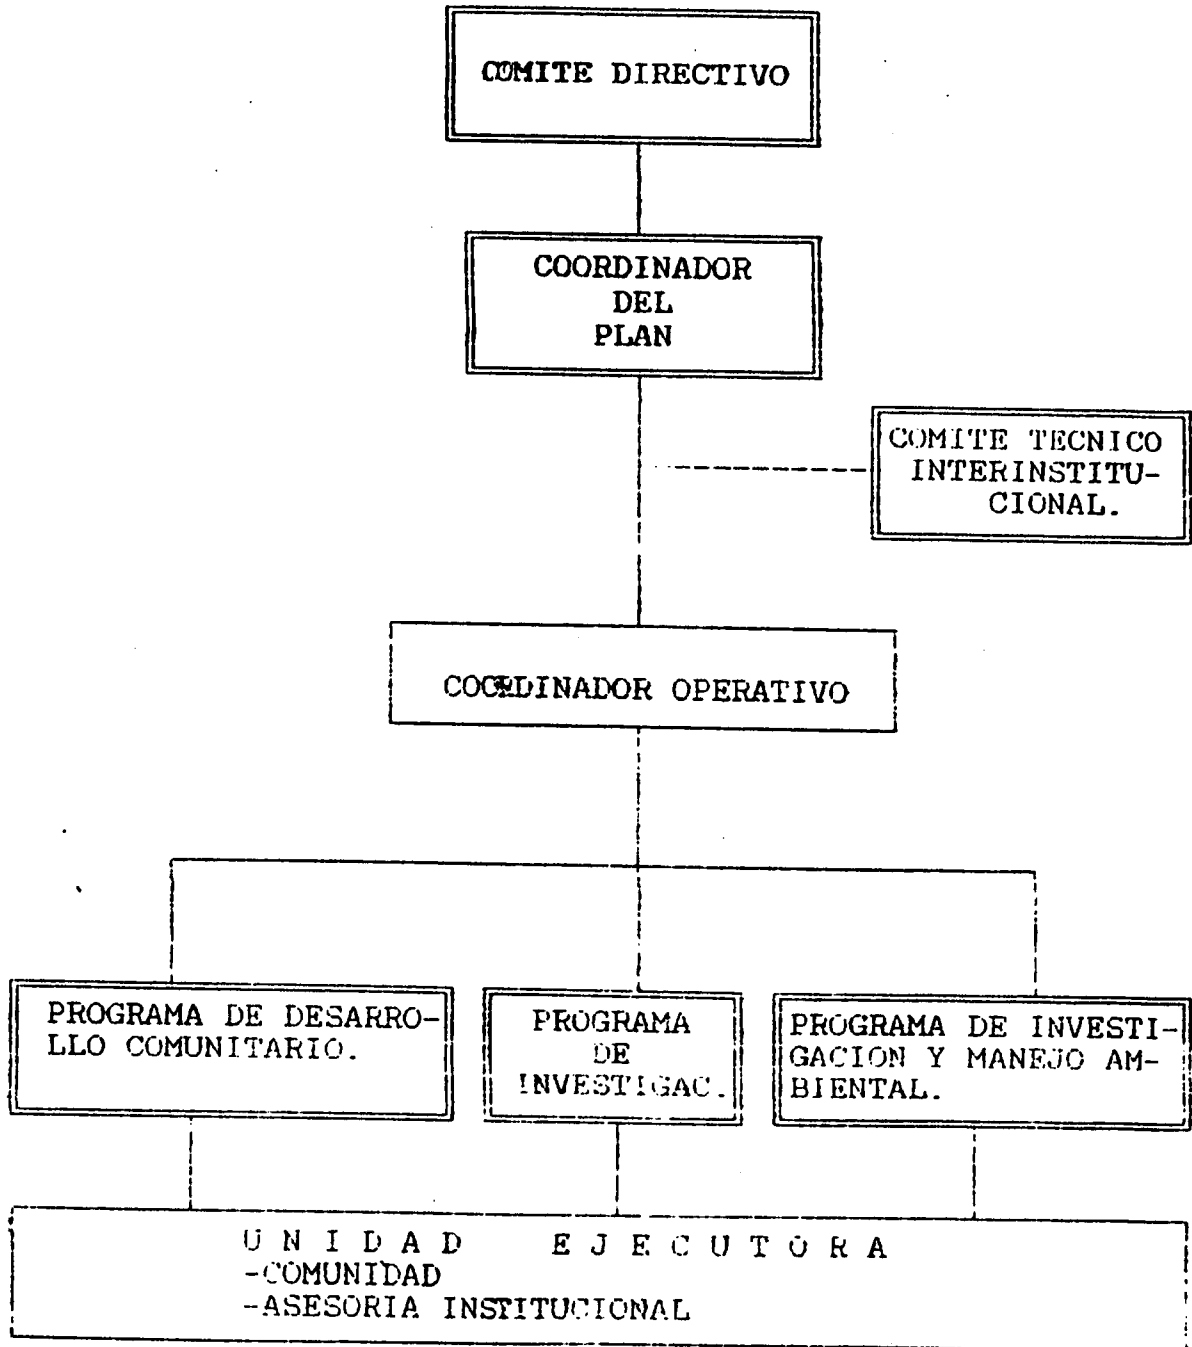 COMITE DIRECTIVO
COORDINADOR
DEL
PLAN
COMITE TECNICO
INTERINSTITU-
CIONAL.
COORDINADOR OPERATIVO
PROGRAMA DE DESARRO-
LLO COMUNITARIO.
PROGRAMA
DE
INVESTIGAC.
PROGRAMA DE INVESTI-
GACION Y MANEJO AM-
BIENTAL.
U N I D A D   E J E C U T O R A
-COMUNIDAD
-ASESORIA INSTITUCIONAL